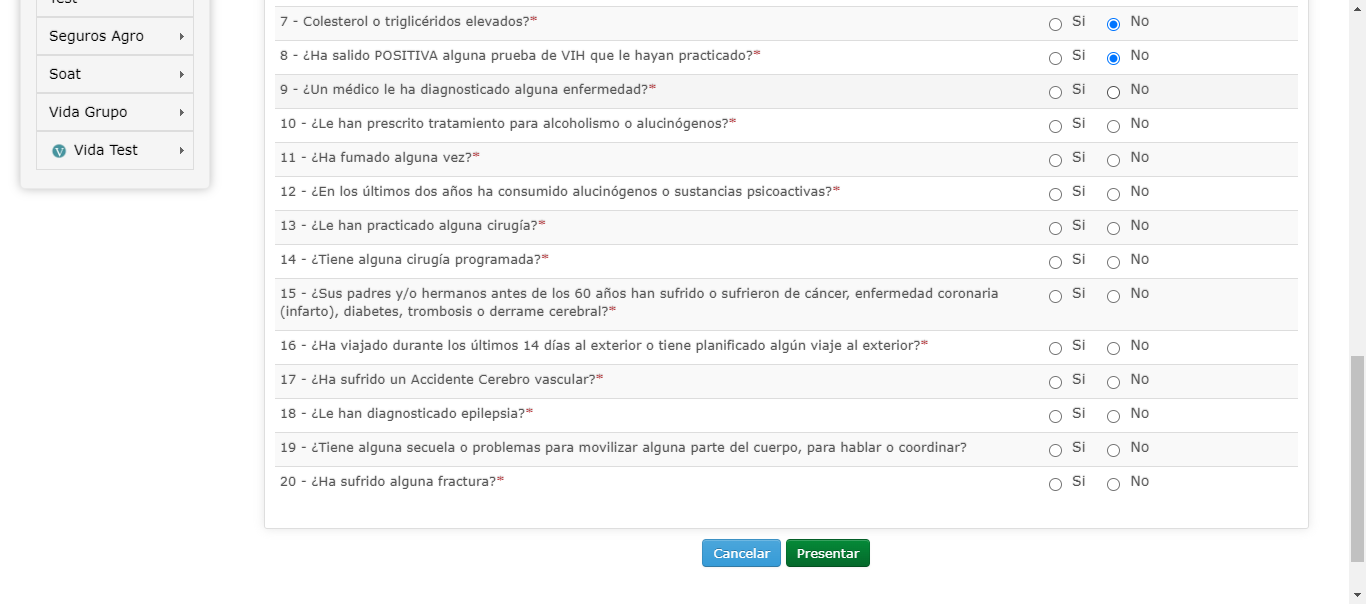 Test
Seguros Agro
Soat
Vida Grupo
Vida Test
7 - Colesterol o triglicéridos elevados?* Si No
8 - ¿Ha salido POSITIVA alguna prueba de VIH que le hayan practicado?* Si No
9 - ¿Un médico le ha diagnosticado alguna enfermedad?* Si No
10 - ¿Le han prescrito tratamiento para alcoholismo o alucinógenos?* Si No
11 - ¿Ha fumado alguna vez?* Si No
12 - ¿En los últimos dos años ha consumido alucinógenos o sustancias psicoactivas?* Si No
13 - ¿Le han practicado alguna cirugía?* Si No
14 - ¿Tiene alguna cirugía programada?* Si No
15 - ¿Sus padres y/o hermanos antes de los 60 años han sufrido o sufrieron de cáncer, enfermedad coronaria Si No
(infarto), diabetes, trombosis o derrame cerebral?*
16 - ¿Ha viajado durante los últimos 14 días al exterior o tiene planificado algún viaje al exterior?* Si No
17 - ¿Ha sufrido un Accidente Cerebro vascular?* Si No
18 - ¿Le han diagnosticado epilepsia?* Si No
19 - ¿Tiene alguna secuela o problemas para movilizar alguna parte del cuerpo, para hablar o coordinar? Si No
20 - ¿Ha sufrido alguna fractura?* Si No
Cancelar Presentar